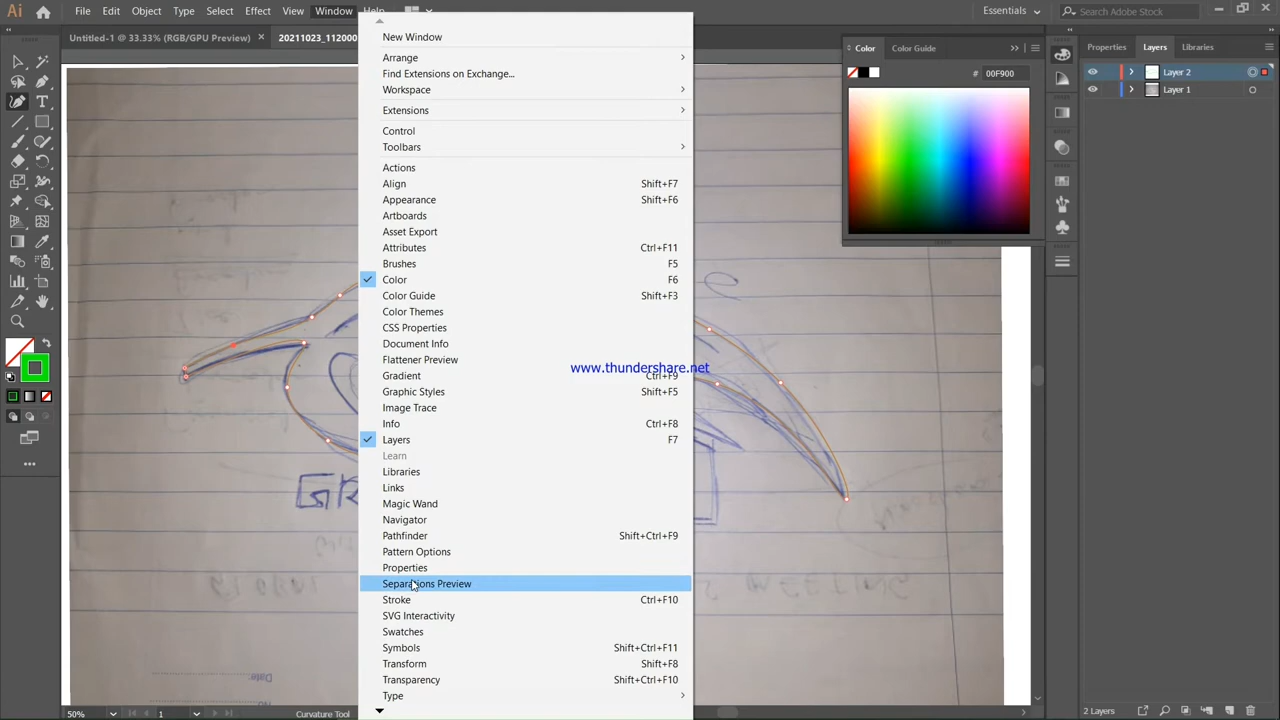 Ai
File Edit Object Type Select Effect View Window Help
Essentials
Search Adobe Stock
Untitled-1 @ 33.33% (RGB/GPU Preview) ×
20211023_112000
New Window
Arrange
Find Extensions on Exchange...
Workspace
Extensions
Control
Toolbars
Actions
Align Shift+F7
Appearance Shift+F6
Artboards
Asset Export
Attributes Ctrl+F11
Brushes F5
Color F6
Color Guide Shift+F3
Color Themes
CSS Properties
Document Info
Flattener Preview
Gradient Ctrl+F9
Graphic Styles Shift+F5
Image Trace
Info Ctrl+F8
Layers F7
Learn
Libraries
Links
Magic Wand
Navigator
Pathfinder Shift+Ctrl+F9
Pattern Options
Properties
Separations Preview
Stroke Ctrl+F10
SVG Interactivity
Swatches
Symbols Shift+Ctrl+F11
Transform Shift+F8
Transparency Shift+Ctrl+F10
Type
www.thundershare.net
Color Color Guide
# 00F900
Properties Layers Libraries
Layer 2
Layer 1
Date
No
50% 1 Curvature Tool
2 Layers